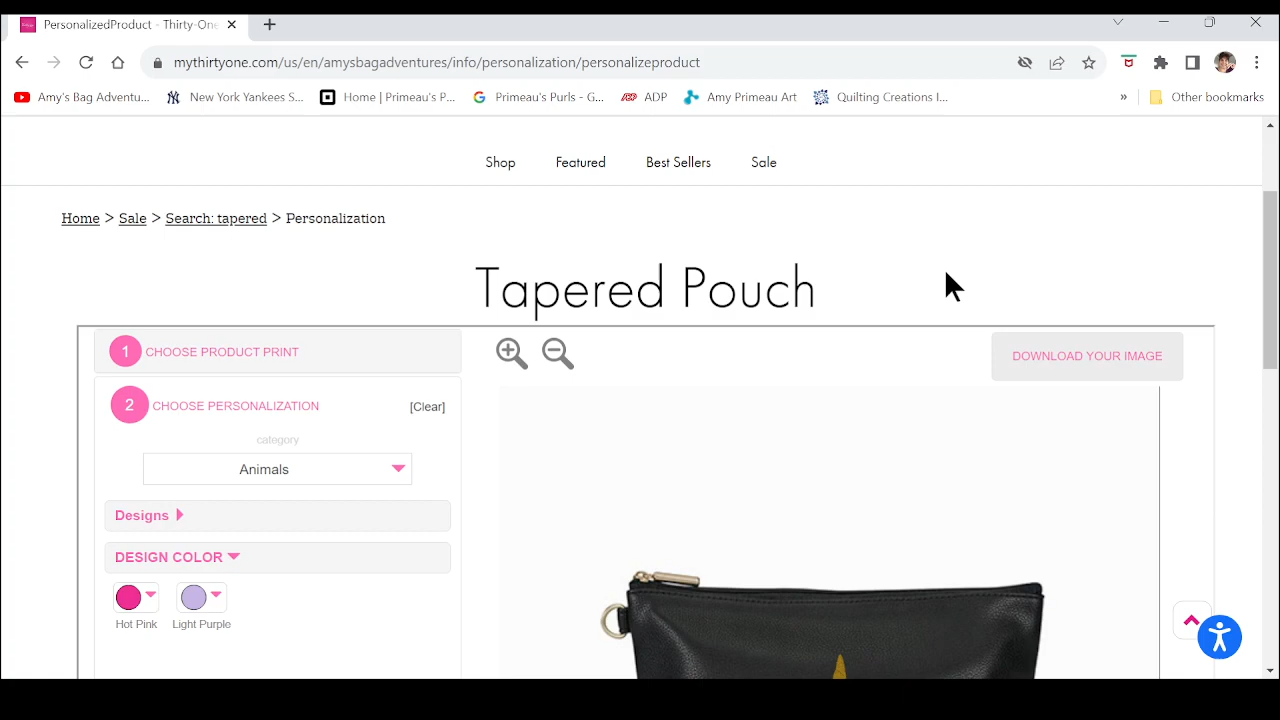 PersonalizedProduct - Thirty-One
mythirtyone.com/us/en/amysbagadventures/info/personalization/personalizeproduct
Amy's Bag Adventu... New York Yankees S... Home | Primeau's P... Primeau's Purls - G... ADP Amy Primeau Art Quilting Creations I... » Other bookmarks
Shop Featured Best Sellers Sale
Home > Sale > Search: tapered > Personalization
Tapered Pouch
1 CHOOSE PRODUCT PRINT
DOWNLOAD YOUR IMAGE
2 CHOOSE PERSONALIZATION [Clear]
category
Animals
Designs
DESIGN COLOR
Hot Pink Light Purple